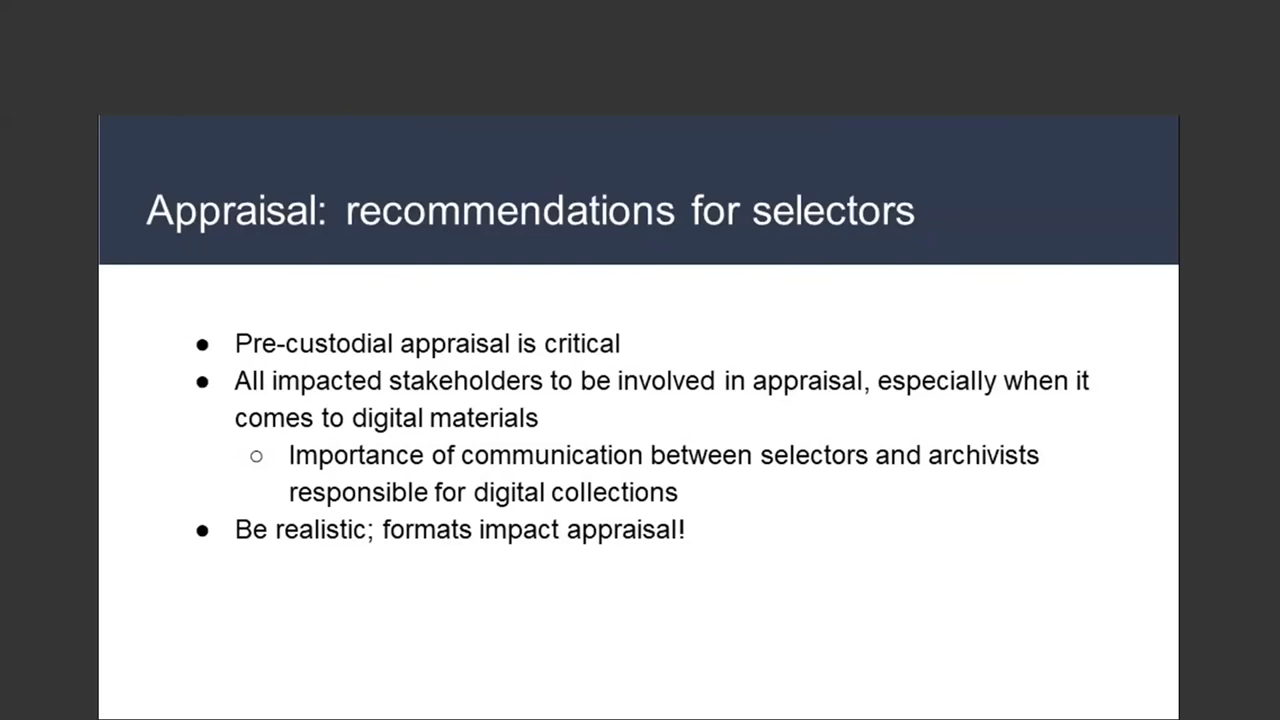 Appraisal: recommendations for selectors
● Pre-custodial appraisal is critical
● All impacted stakeholders to be involved in appraisal, especially when it
comes to digital materials
○ Importance of communication between selectors and archivists
responsible for digital collections
● Be realistic; formats impact appraisal!